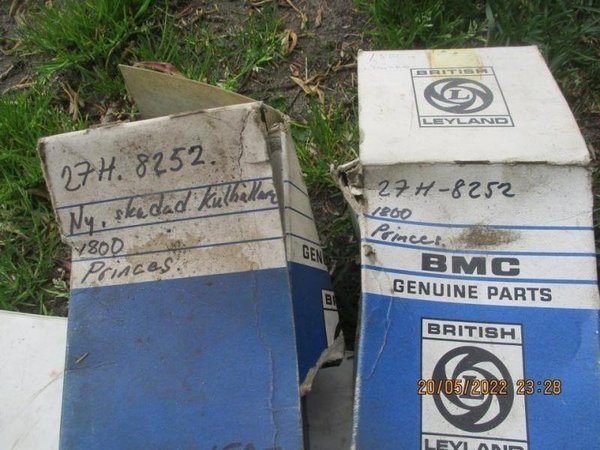 27H. 8252.
Ny. skadad Kulhållare
1800
Princes.
GEN
BR
BRITISH
LEYLAND
27H-8252
1800
Princes.
BMC
GENUINE PARTS
BRITISH
L
LEYLAND
20/05/2022 23:28